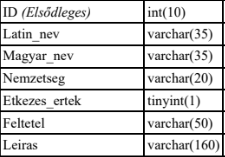 ID (Elsődleges) int(10)
Latin_nev varchar(35)
Magyar_nev varchar(35)
Nemzetseg varchar(20)
Etkezes_ertek tinyint(1)
Feltetel varchar(50)
Leiras varchar(160)